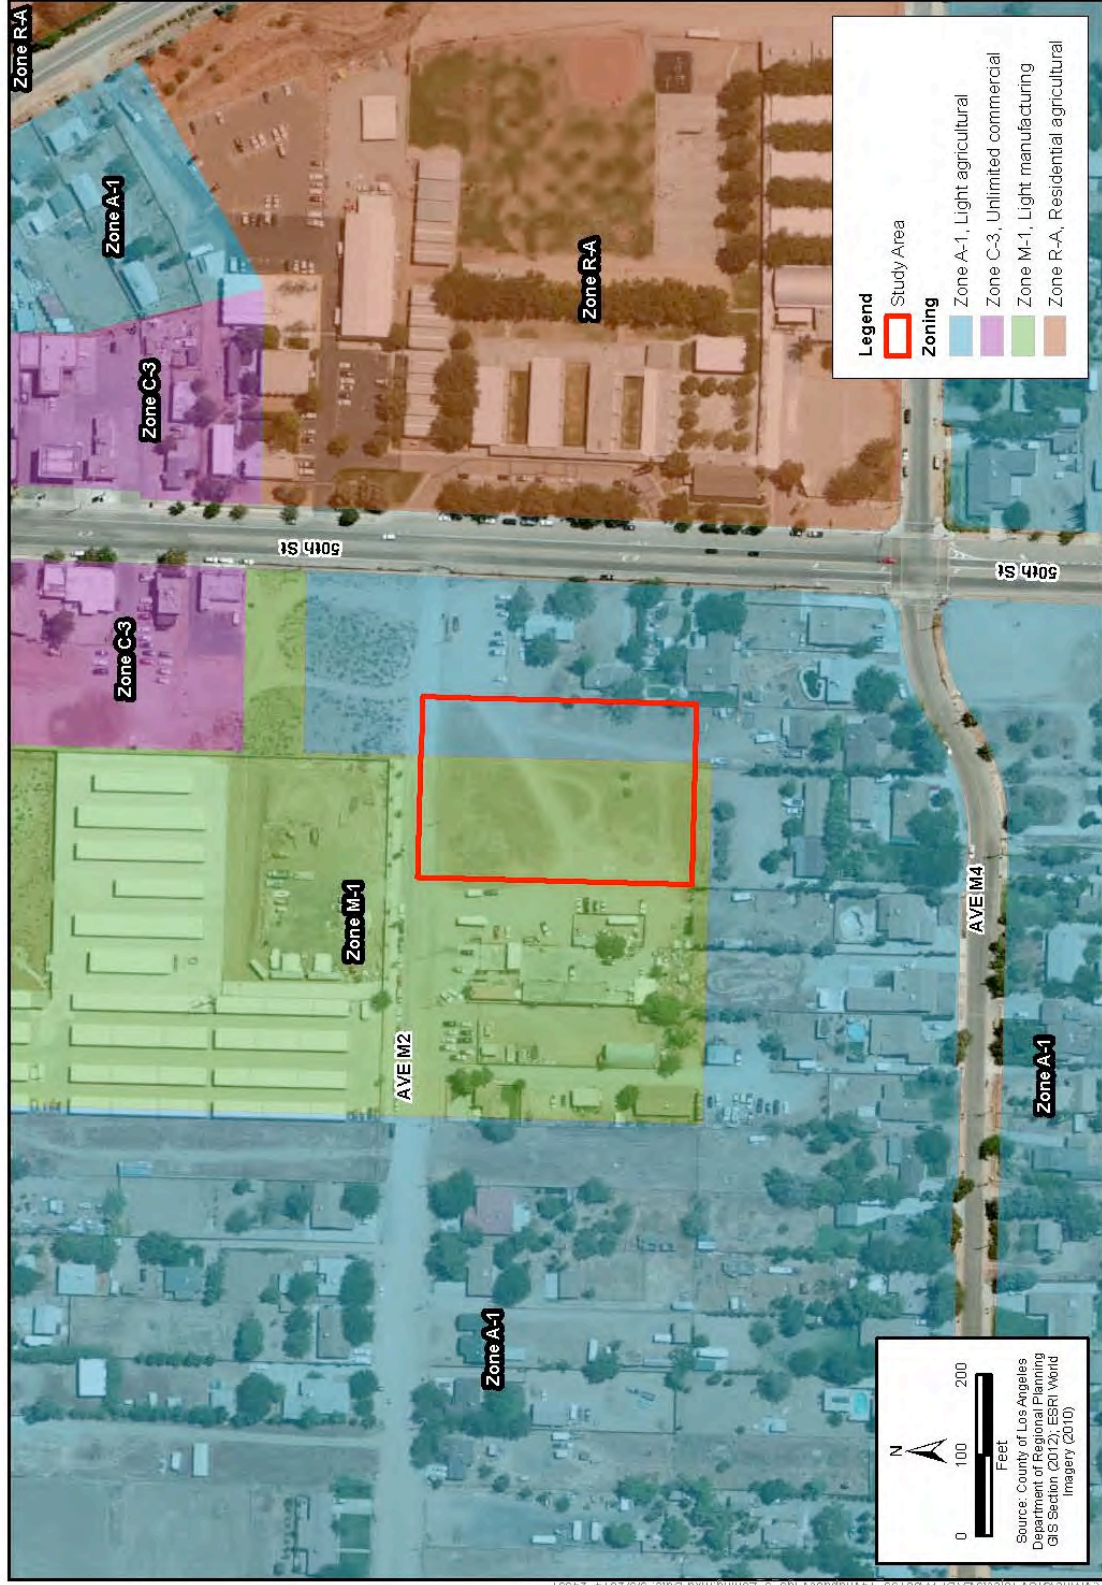 Zone R-A
Zone A-1
Zone C-3
Zone C-3
50th St
Zone R-A
Zone M-1
AVE M2
Zone A-1
AVE M4
50th St
Zone A-1
Legend
Study Area
Zoning
Zone A-1, Light agricultural
Zone C-3, Unlimited commercial
Zone M-1, Light manufacturing
Zone R-A, Residential agricultural
N
0 100 200
Feet
Source: County of Los Angeles
Department of Regional Planning
GIS Section (2012); ESRI World
Imagery (2010)